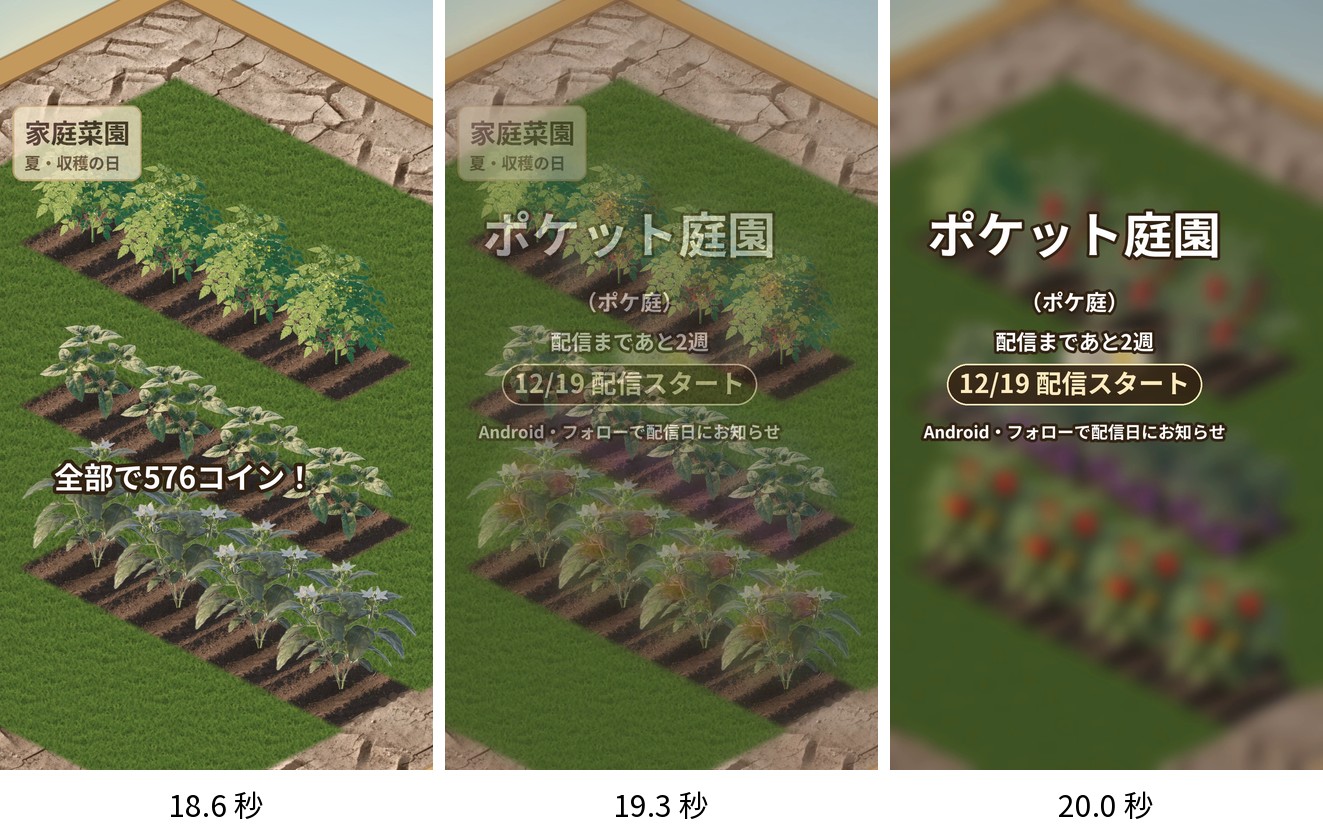 家庭菜園
夏・収穫の日
全部で576コイン！
18.6 秒
家庭菜園
夏・収穫の日
ポケット庭園
（ポケ庭）
配信まであと2週
12/19 配信スタート
Android・フォローで配信日にお知らせ
19.3 秒
ポケット庭園
（ポケ庭）
配信まであと2週
12/19 配信スタート
Android・フォローで配信日にお知らせ
20.0 秒